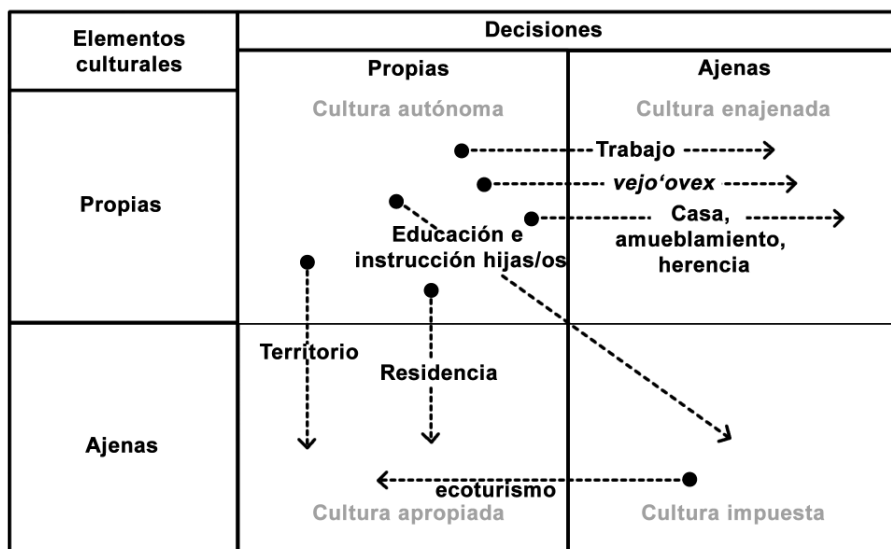 Elementos
culturales
Decisiones
Propias
Ajenas
Cultura autónoma
Cultura enajenada
Propias
Trabajo
vejo‘ovex
Casa,
amueblamiento,
herencia
Educación e
instrucción hijas/os
Territorio
Residencia
Ajenas
ecoturismo
Cultura apropiada
Cultura impuesta